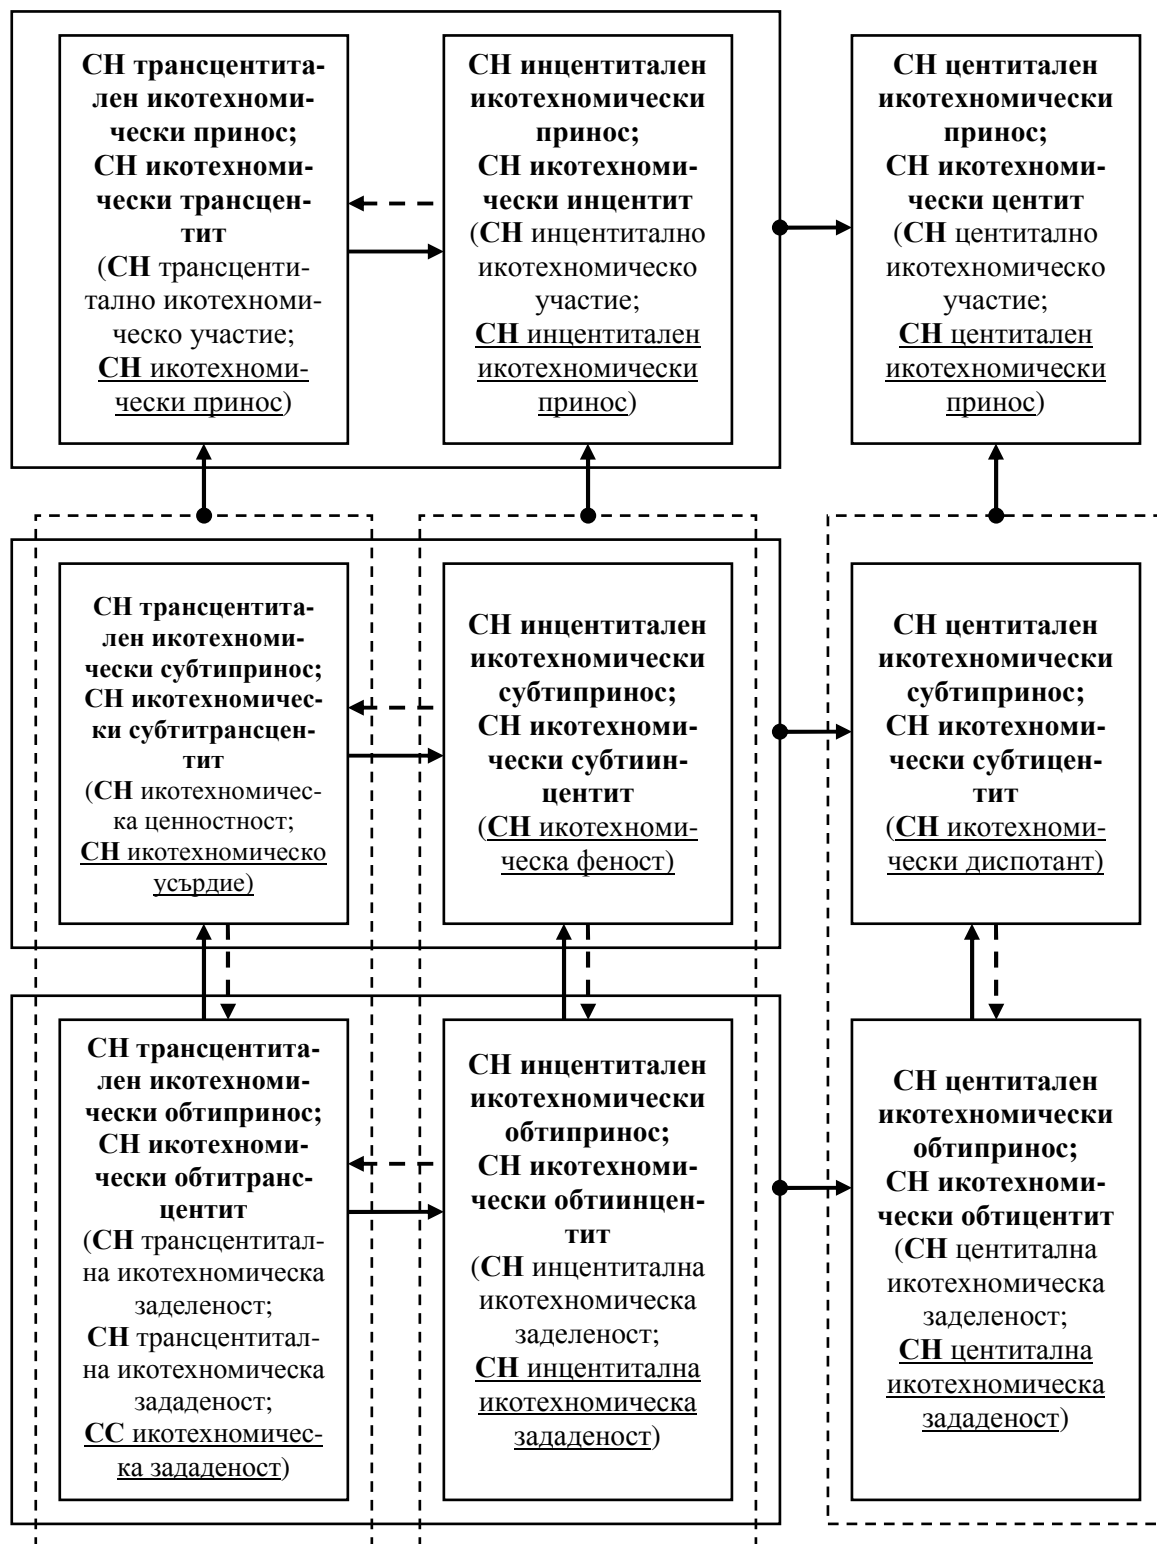 СН трансцентита-
лен икотехноми-
чески принос;
СН икотехноми-
чески трансцен-
тит
(СН трансценти-
тално икотехноми-
ческо участие;
СН икотехноми-
чески принос)
СН инцентитален
икотехномически
принос;
СН икотехноми-
чески инцентит
(СН инцентитално
икотехномическо
участие;
СН инцентитален
икотехномически
принос)
СН центитален
икотехномически
принос;
СН икотехноми-
чески центит
(СН центитално
икотехномическо
участие;
СН центитален
икотехномически
принос)
СН трансцентита-
лен икотехноми-
чески субтипринос;
СН икотехномичес-
ки субтитрансцен-
тит
(СН икотехномичес-
ка ценностност;
СН икотехномическо
усърдие)
СН инцентитален
икотехномически
субтипринос;
СН икотехноми-
чески субтиин-
центит
(СН икотехноми-
ческа феност)
СН центитален
икотехномически
субтипринос;
СН икотехноми-
чески субтицен-
тит
(СН икотехноми-
чески диспотант)
СН трансцентита-
лен икотехноми-
чески обтипринос;
СН икотехноми-
чески обтитранс-
центит
(СН трансцентитал-
на икотехномическа
заделеност;
СН трансцентитал-
на икотехномическа
зададеност;
СС икотехномичес-
ка зададеност)
СН инцентитален
икотехномически
обтипринос;
СН икотехноми-
чески обтиинцен-
тит
(СН инцентитална
икотехномическа
заделеност;
СН инцентитална
икотехномическа
зададеност)
СН центитален
икотехномически
обтипринос;
СН икотехноми-
чески обтицентит
(СН центитална
икотехномическа
заделеност;
СН центитална
икотехномическа
зададеност)